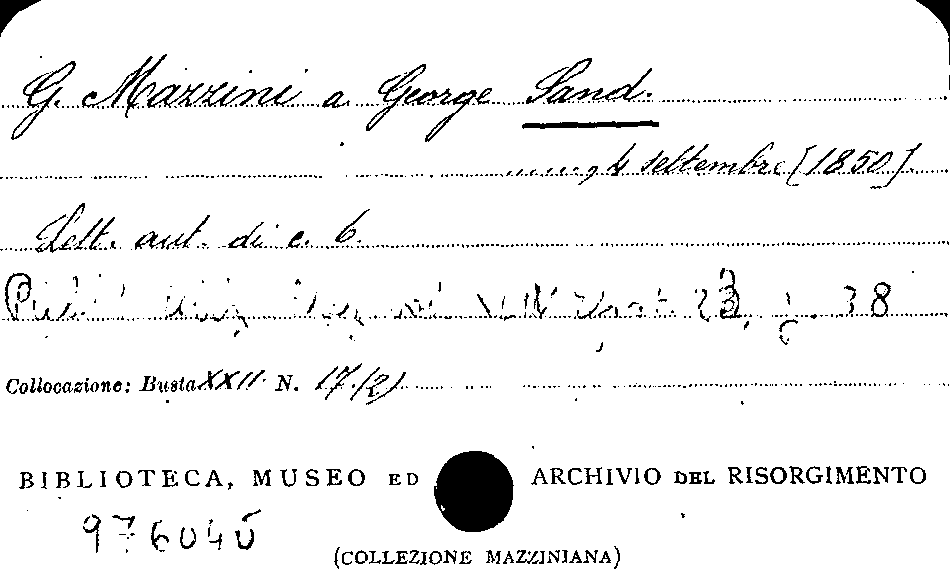 G. Mazzini a George Sand.
......, 4 settembre [1850].
Lett. aut. di c. 6.
38
Collocazione: Busta XXII N. 17/(2)
BIBLIOTECA, MUSEO ED ARCHIVIO DEL RISORGIMENTO
976045
(COLLEZIONE MAZZINIANA)